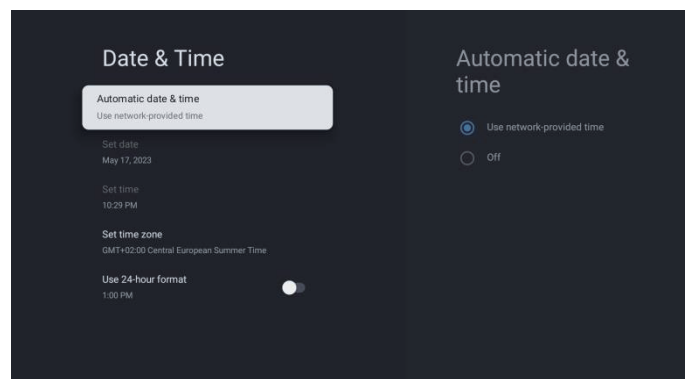 Date & Time
Automatic date & time
Use network-provided time
Set date
May 17, 2023
Set time
10:29 PM
Set time zone
GMT+02:00 Central European Summer Time
Use 24-hour format
1:00 PM
Automatic date &
time
Use network-provided time
Off